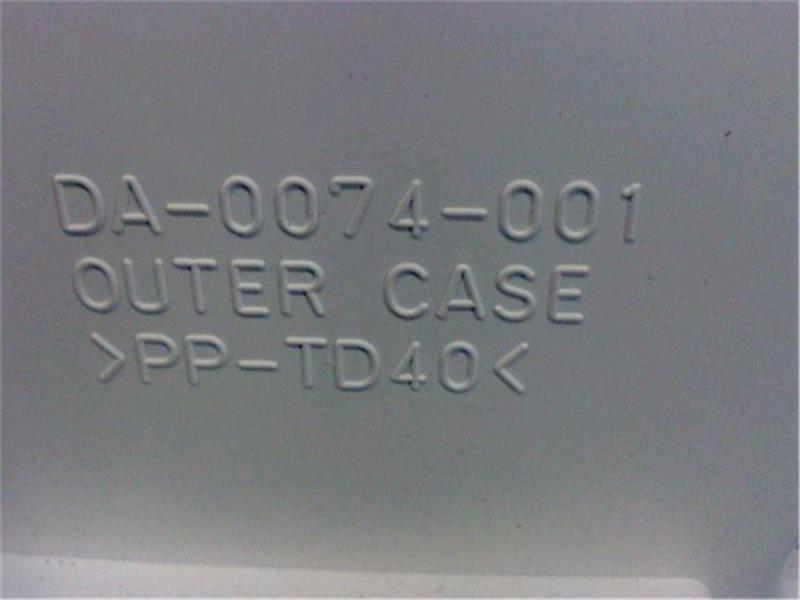 DA-0074-001
OUTER CASE
>PP-TD40<